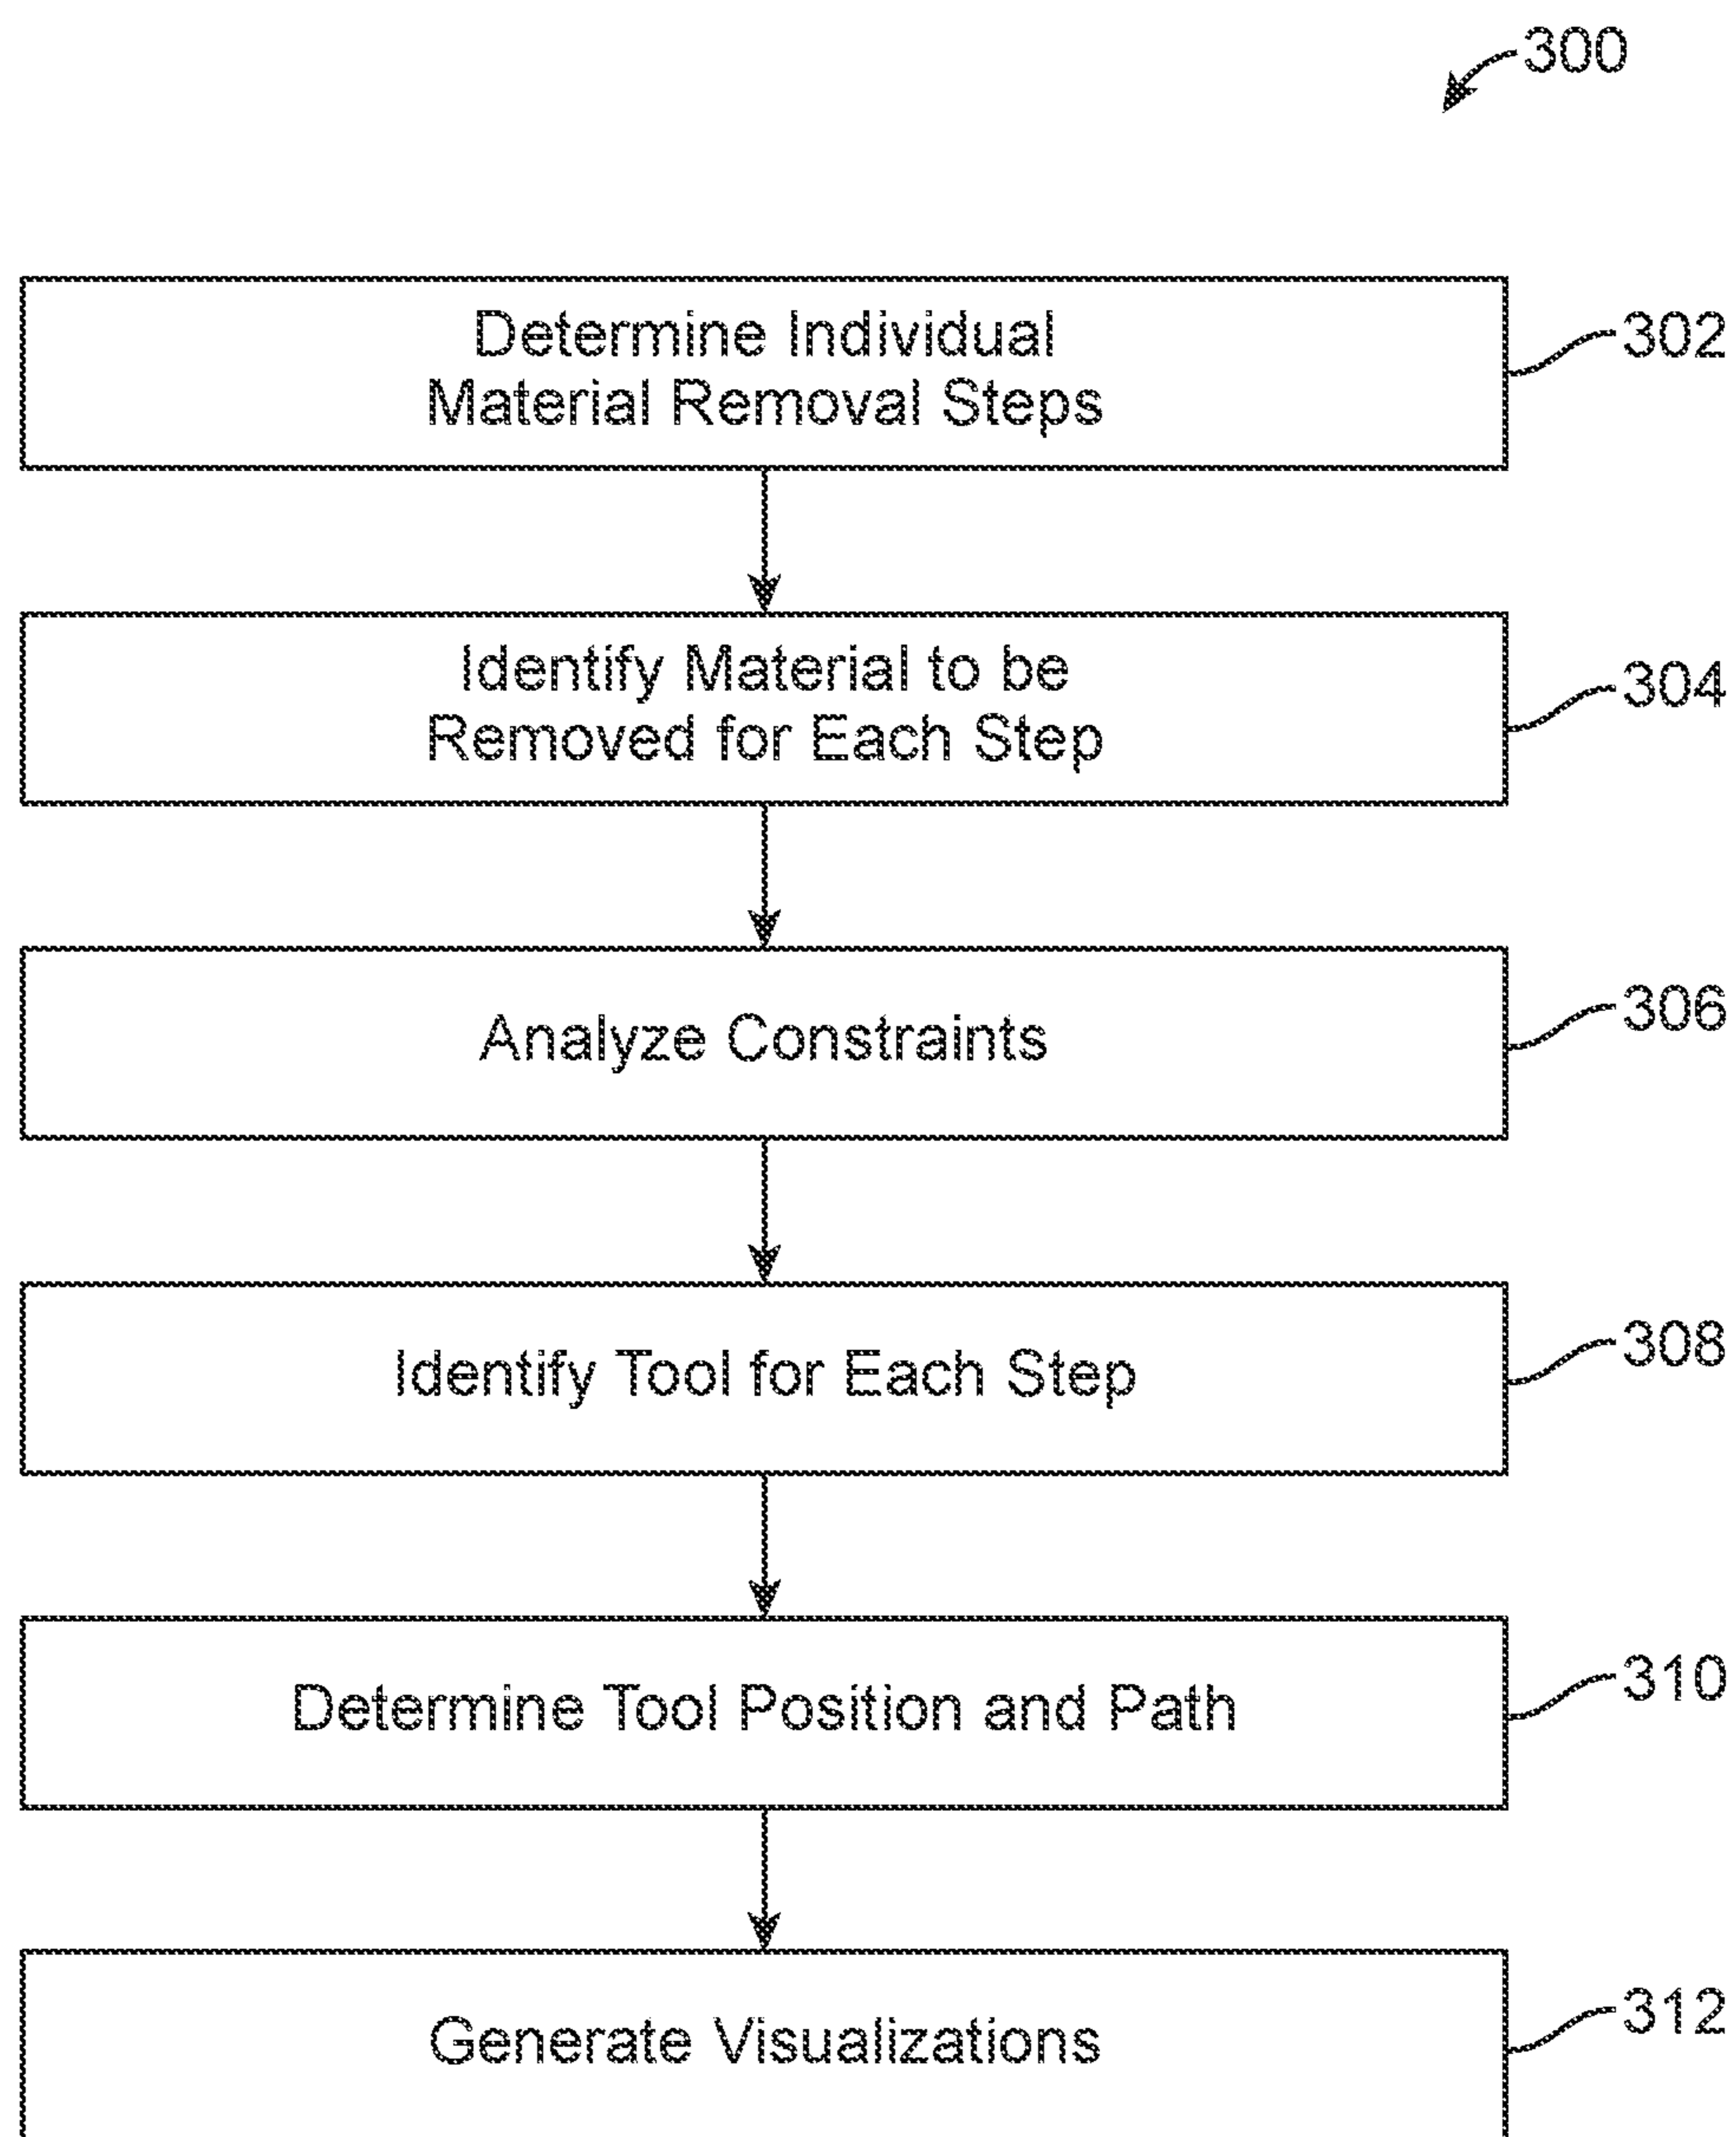 300
Determine Individual
Material Removal Steps
302
Identify Material to be
Removed for Each Step
304
Analyze Constraints
306
Identify Tool for Each Step
308
Determine Tool Position and Path
310
Generate Visualizations
312